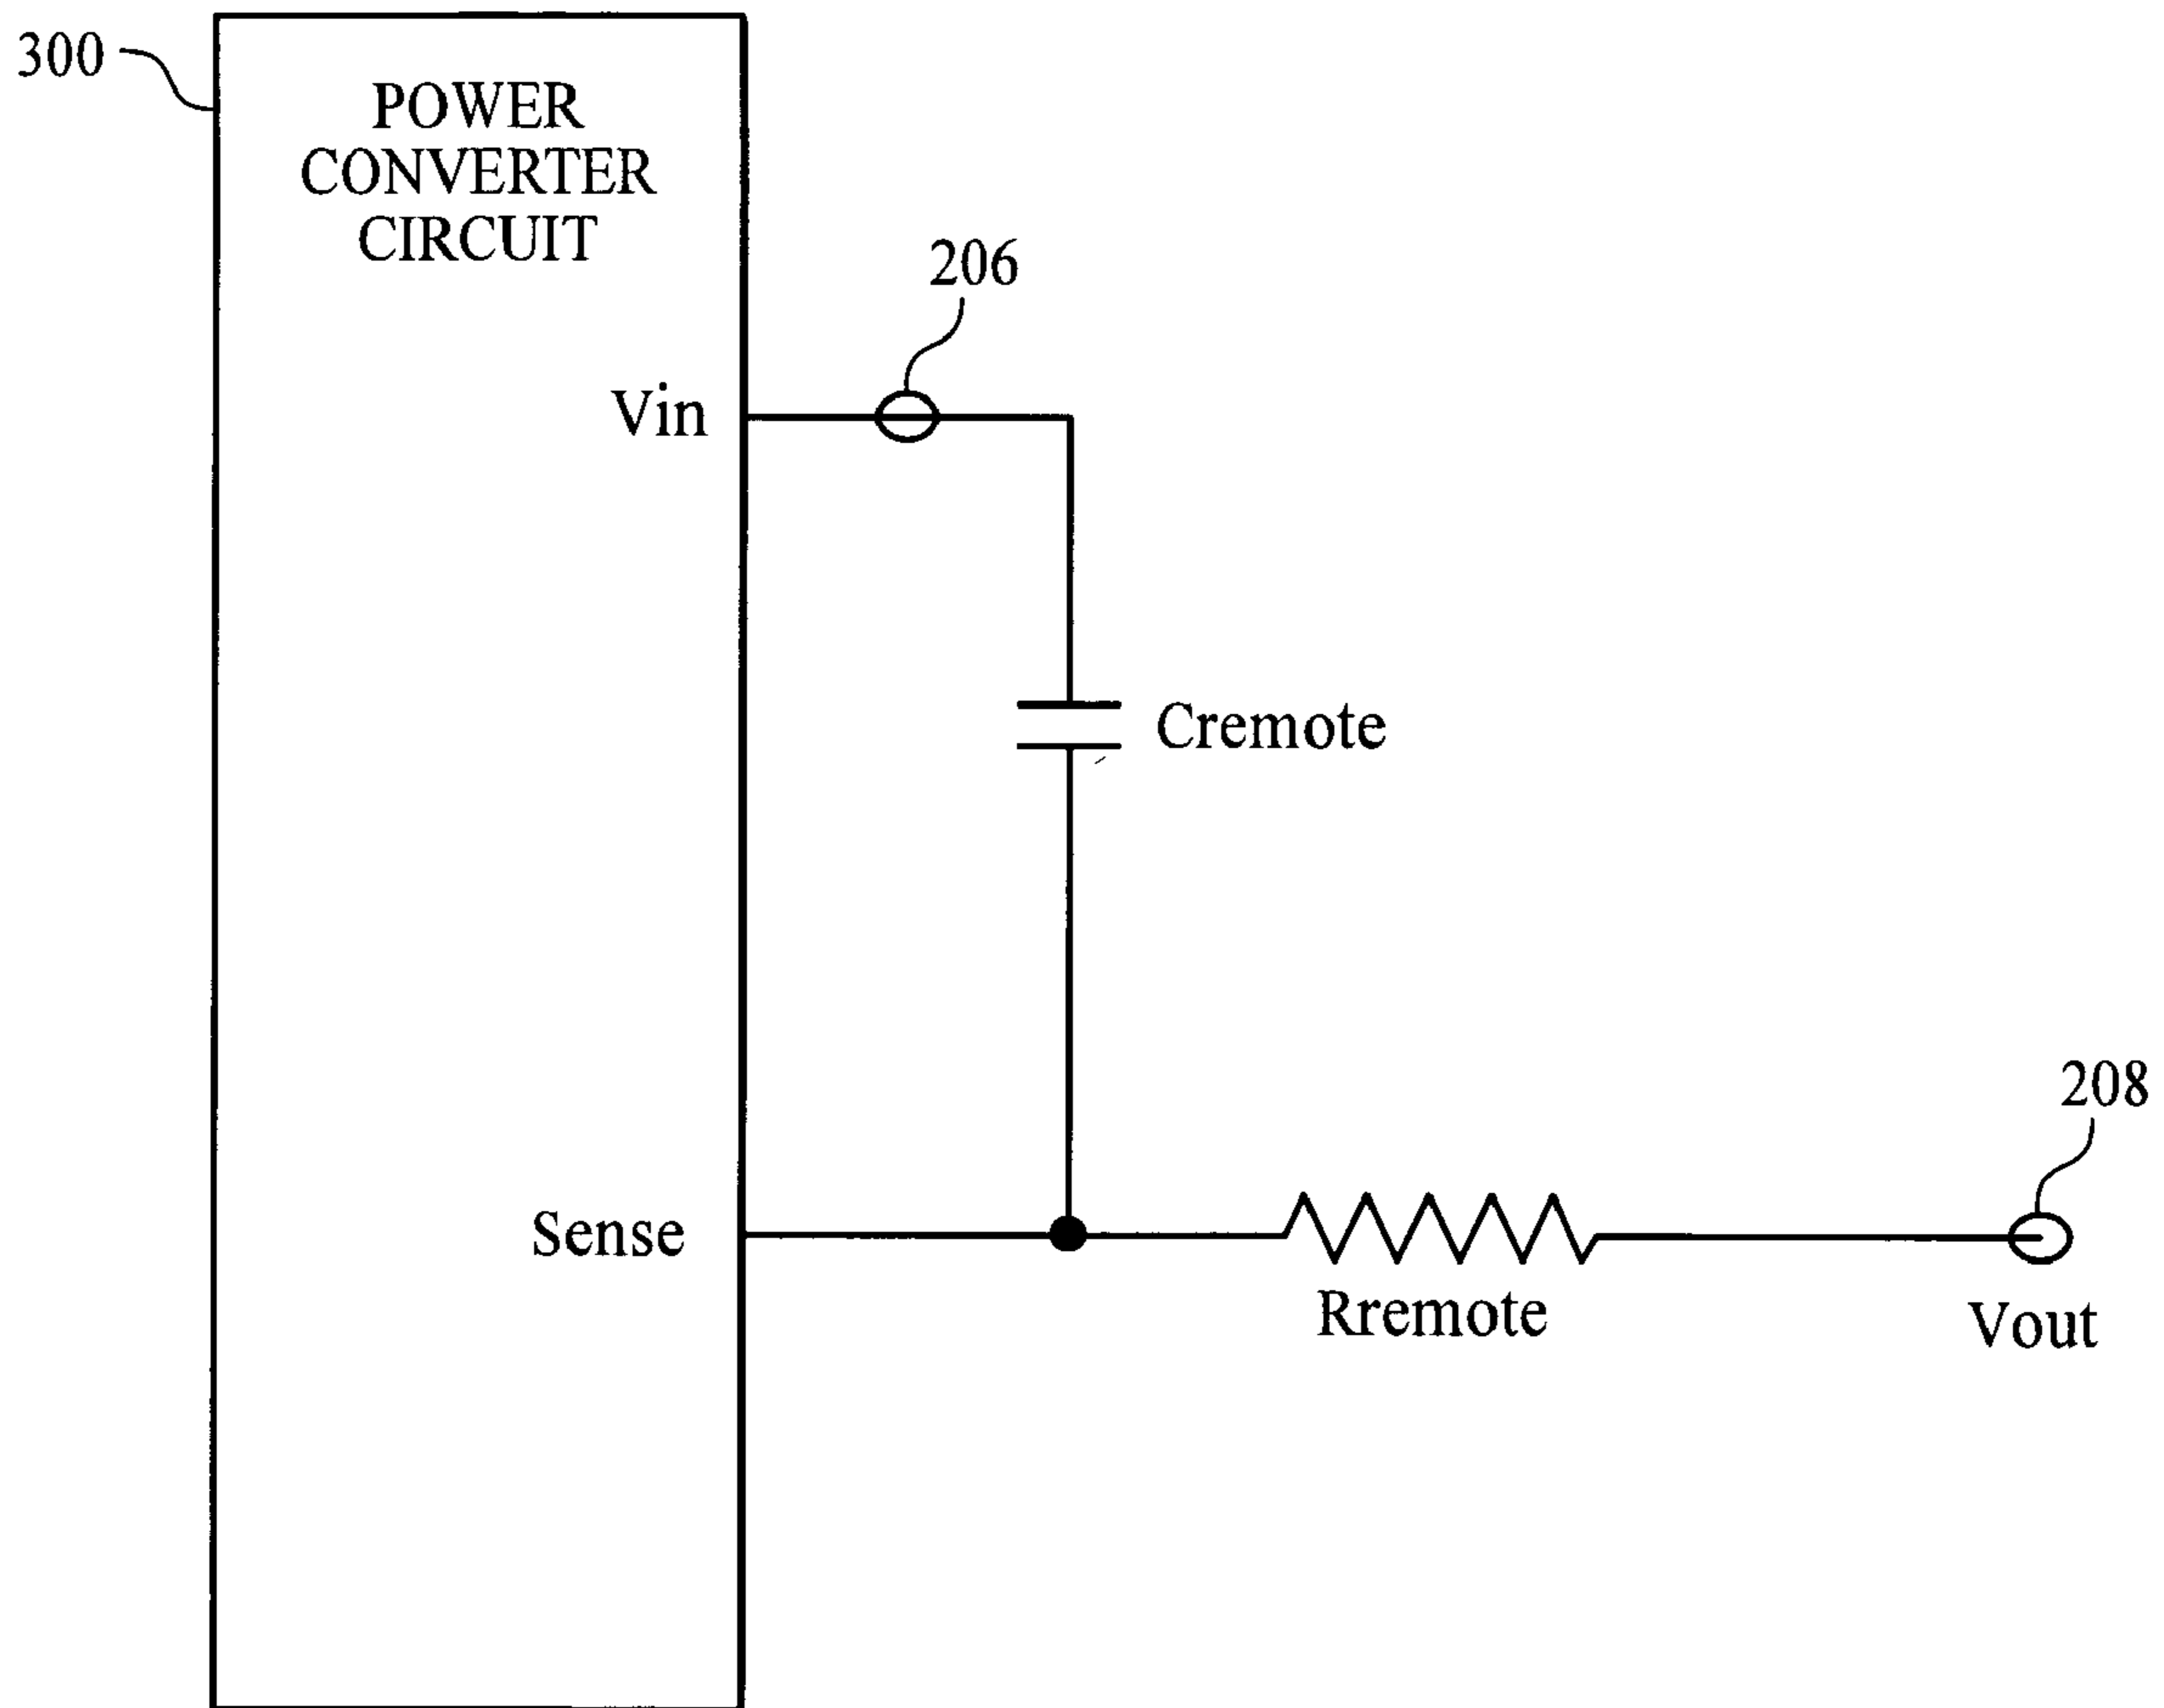 300
POWER
CONVERTER
CIRCUIT
206
Vin
Cremote
208
Sense
Rremote
Vout